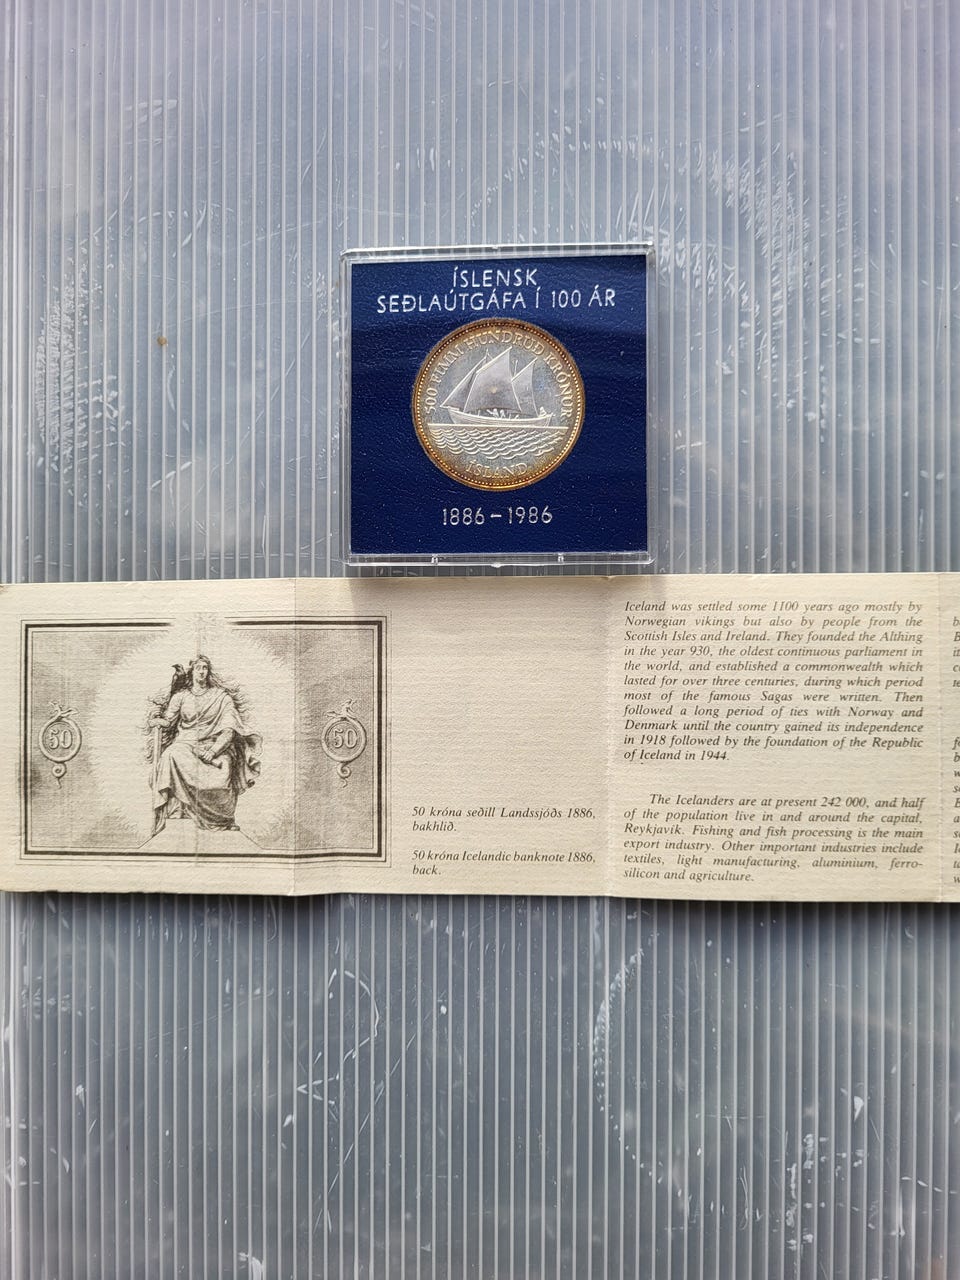 ÍSLENSK
SEÐLAÚTGÁFA Í 100 ÁR
500 FIMM HUNDRUÐ KRÓNUR
ÍSLAND
1886 – 1986
50
50
50 króna seðill Landssjóðs 1886,
bakhlið.
50 króna Icelandic banknote 1886,
back.
Iceland was settled some 1100 years ago mostly by
Norwegian vikings but also by people from the
Scottish Isles and Ireland. They founded the Althing
in the year 930, the oldest continuous parliament in
the world, and established a commonwealth which
lasted for over three centuries, during which period
most of the famous Sagas were written. Then
followed a long period of ties with Norway and
Denmark until the country gained its independence
in 1918 followed by the foundation of the Republic
of Iceland in 1944.
The Icelanders are at present 242 000, and half
of the population live in and around the capital,
Reykjavík. Fishing and fish processing is the main
export industry. Other important industries include
textiles, light manufacturing, aluminium, ferro-
silicon and agriculture.